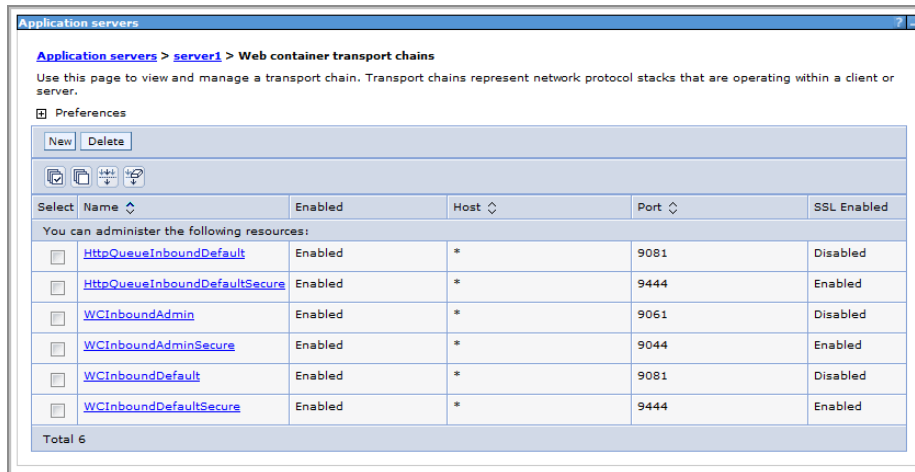 Application servers ? –
Application servers > server1 > Web container transport chains
Use this page to view and manage a transport chain. Transport chains represent network protocol stacks that are operating within a client or
server.
Preferences
New Delete
Select Name Enabled Host Port SSL Enabled
You can administer the following resources:
HttpQueueInboundDefault Enabled * 9081 Disabled
HttpQueueInboundDefaultSecure Enabled * 9444 Enabled
WCInboundAdmin Enabled * 9061 Disabled
WCInboundAdminSecure Enabled * 9044 Enabled
WCInboundDefault Enabled * 9081 Disabled
WCInboundDefaultSecure Enabled * 9444 Enabled
Total 6